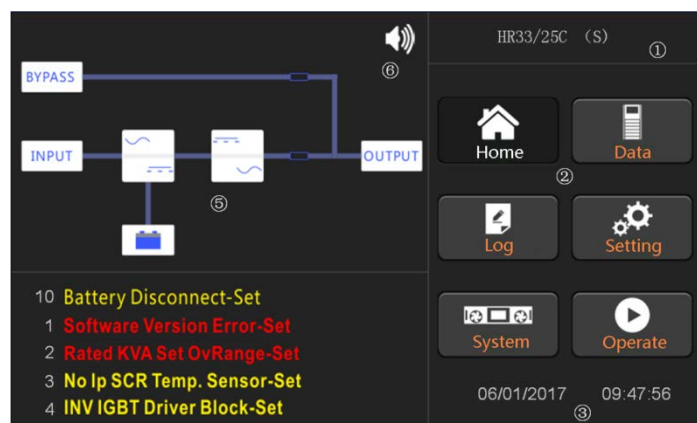 HR33/25C （S）
①
⑥
BYPASS
INPUT
OUTPUT
⑤
Home
Data
②
Log
Setting
System
Operate
10 Battery Disconnect-Set
1 Software Version Error-Set
2 Rated KVA Set OvRange-Set
3 No Ip SCR Temp. Sensor-Set
4 INV IGBT Driver Block-Set
06/01/2017 09:47:56
③